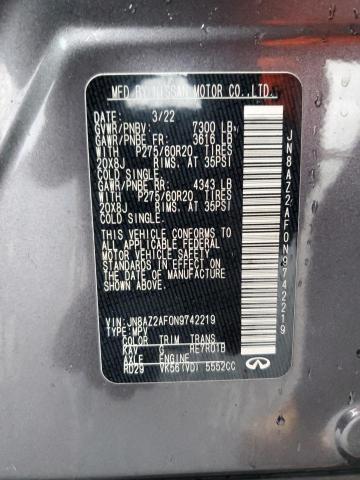 MFD BY NISSAN MOTOR CO.,LTD.
DATE: 3/22
GVWR/PNBV: 7300 LB
GAWR/PNBE FR: 3616 LB
WITH P275/60R20 TIRES
20X8J RIMS. AT 35PSI
COLD SINGLE.
GAWR/PNBE RR: 4343 LB
WITH P275/60R20 TIRES
20X8J RIMS. AT 35PSI
COLD SINGLE.
THIS VEHICLE CONFORMS TO
ALL APPLICABLE FEDERAL
MOTOR VEHICLE SAFETY
STANDARDS IN EFFECT ON
THE DATE OF MANUFACTURE
SHOWN ABOVE.
VIN:JN8AZ2AF0N9742219
TYPE:MPV
COLOR TRIM TRANS
KAV G RE7R01B
AXLE ENGINE
RD29 VK56(VD) 5552CC
JN8AZ2AF0N9742219